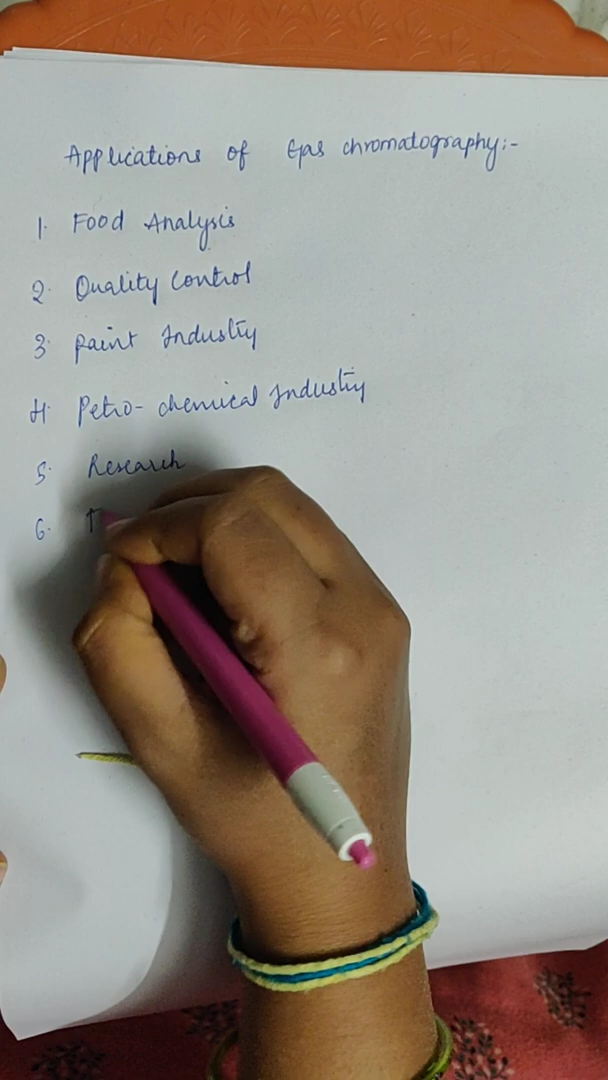 Applications of Gas chromatography:-
1. Food Analysis
2. Quality Control
3. paint Industry
4. Petro-chemical Industry
5. Research
6.